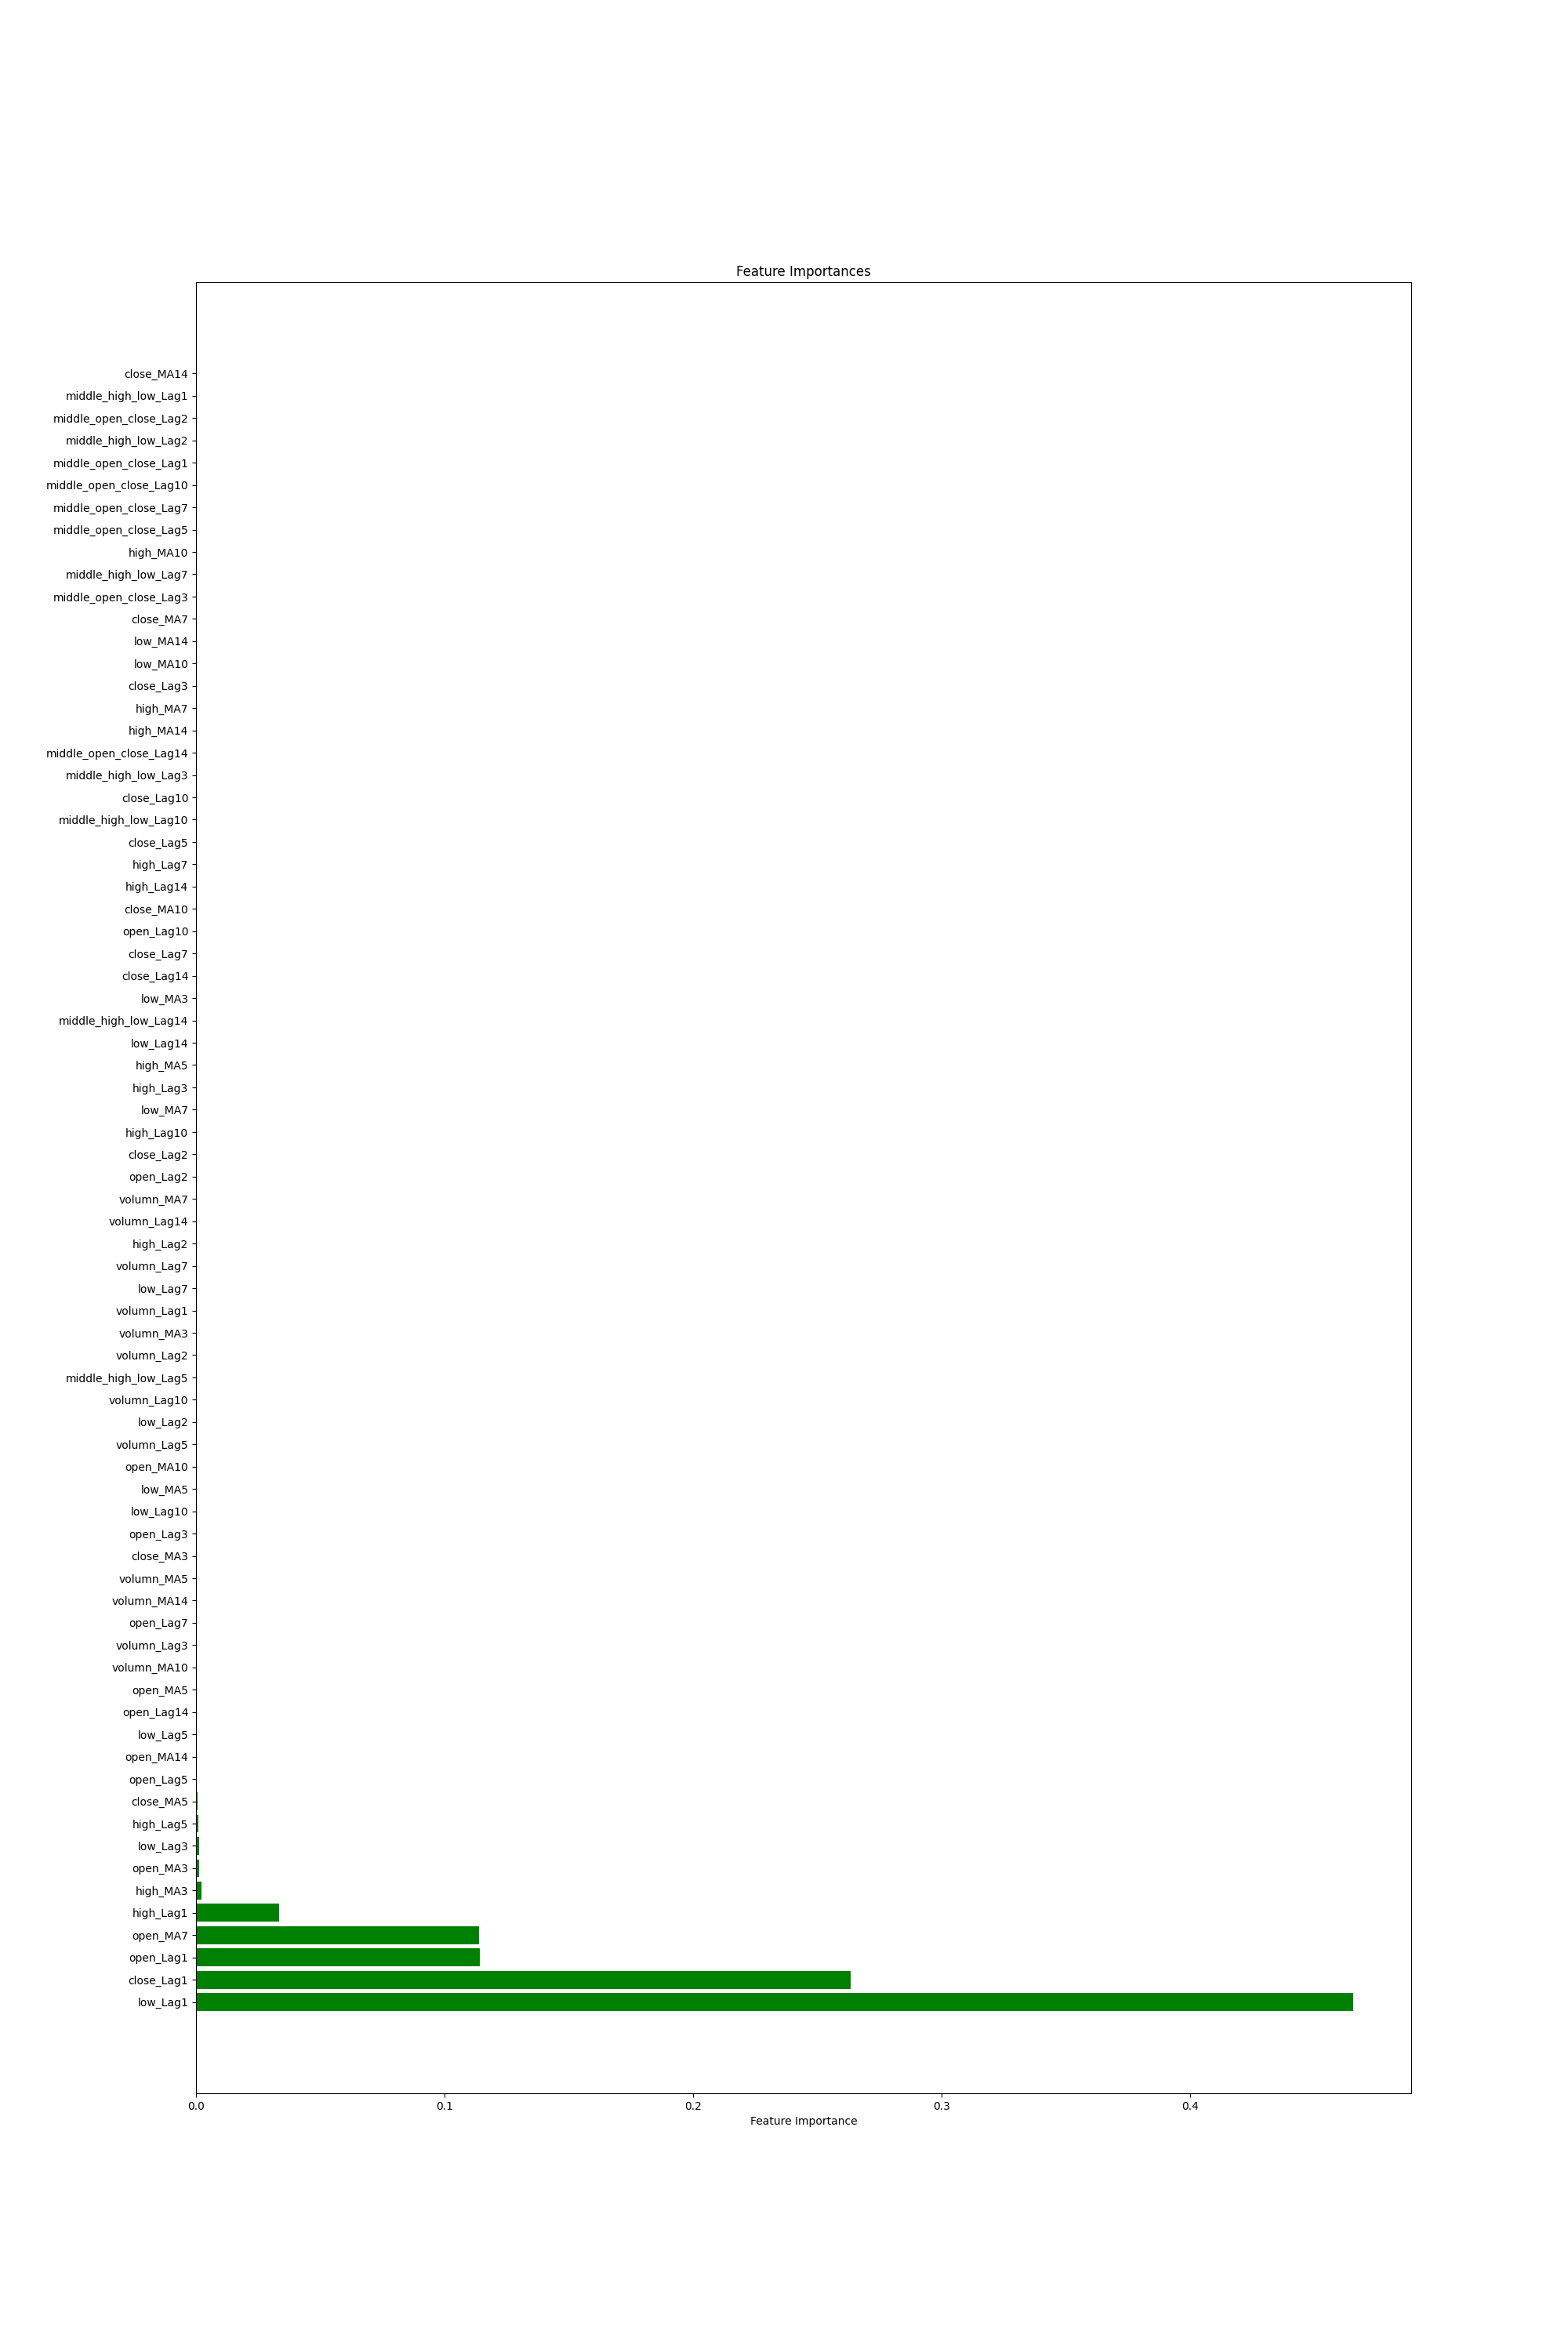 Feature Importances
close_MA14
middle_high_low_Lag1
middle_open_close_Lag2
middle_high_low_Lag2
middle_open_close_Lag1
middle_open_close_Lag10
middle_open_close_Lag7
middle_open_close_Lag5
high_MA10
middle_high_low_Lag7
middle_open_close_Lag3
close_MA7
low_MA14
low_MA10
close_Lag3
high_MA7
high_MA14
middle_open_close_Lag14
middle_high_low_Lag3
close_Lag10
middle_high_low_Lag10
close_Lag5
high_Lag7
high_Lag14
close_MA10
open_Lag10
close_Lag7
close_Lag14
low_MA3
middle_high_low_Lag14
low_Lag14
high_MA5
high_Lag3
low_MA7
high_Lag10
close_Lag2
open_Lag2
volumn_MA7
volumn_Lag14
high_Lag2
volumn_Lag7
low_Lag7
volumn_Lag1
volumn_MA3
volumn_Lag2
middle_high_low_Lag5
volumn_Lag10
low_Lag2
volumn_Lag5
open_MA10
low_MA5
low_Lag10
open_Lag3
close_MA3
volumn_MA5
volumn_MA14
open_Lag7
volumn_Lag3
volumn_MA10
open_MA5
open_Lag14
low_Lag5
open_MA14
open_Lag5
close_MA5
high_Lag5
low_Lag3
open_MA3
high_MA3
high_Lag1
open_MA7
open_Lag1
close_Lag1
low_Lag1
0.0 0.1 0.2 0.3 0.4
Feature Importance